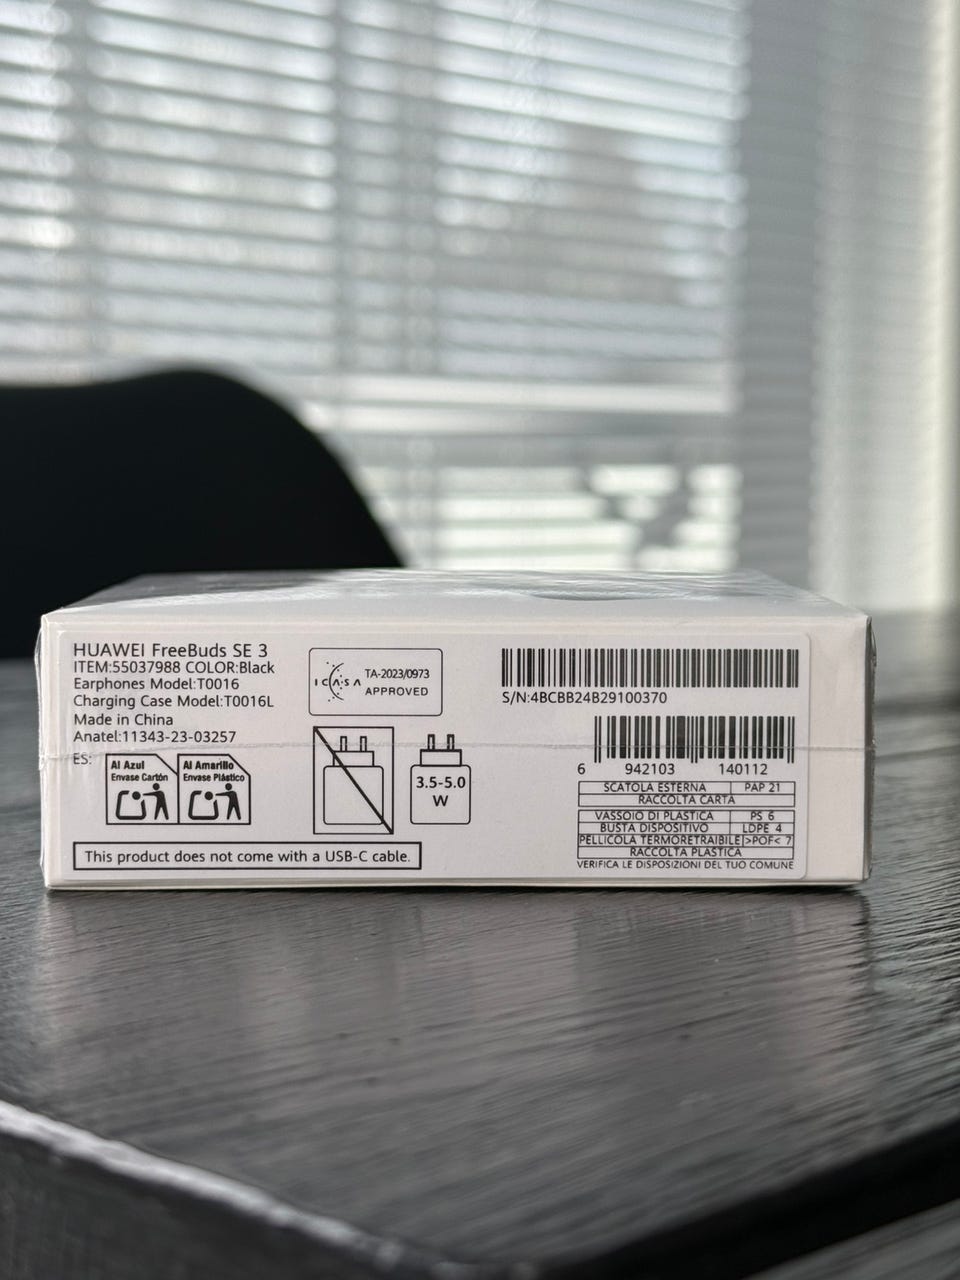 HUAWEI FreeBuds SE 3
ITEM:55037988 COLOR:Black
Earphones Model:T0016
Charging Case Model:T0016L
Made in China
Anatel:11343-23-03257
ES:
Al Azul
Envase Cartón
Al Amarillo
Envase Plástico
This product does not come with a USB-C cable.
ICASA
TA-2023/0973
APPROVED
3.5-5.0
W
S/N:4BCBB24B29100370
6 942103 140112
SCATOLA ESTERNA PAP 21
RACCOLTA CARTA
VASSOIO DI PLASTICA PS 6
BUSTA DISPOSITIVO LDPE 4
PELLICOLA TERMORETRAIBILE >POF< 7
RACCOLTA PLASTICA
VERIFICA LE DISPOSIZIONI DEL TUO COMUNE